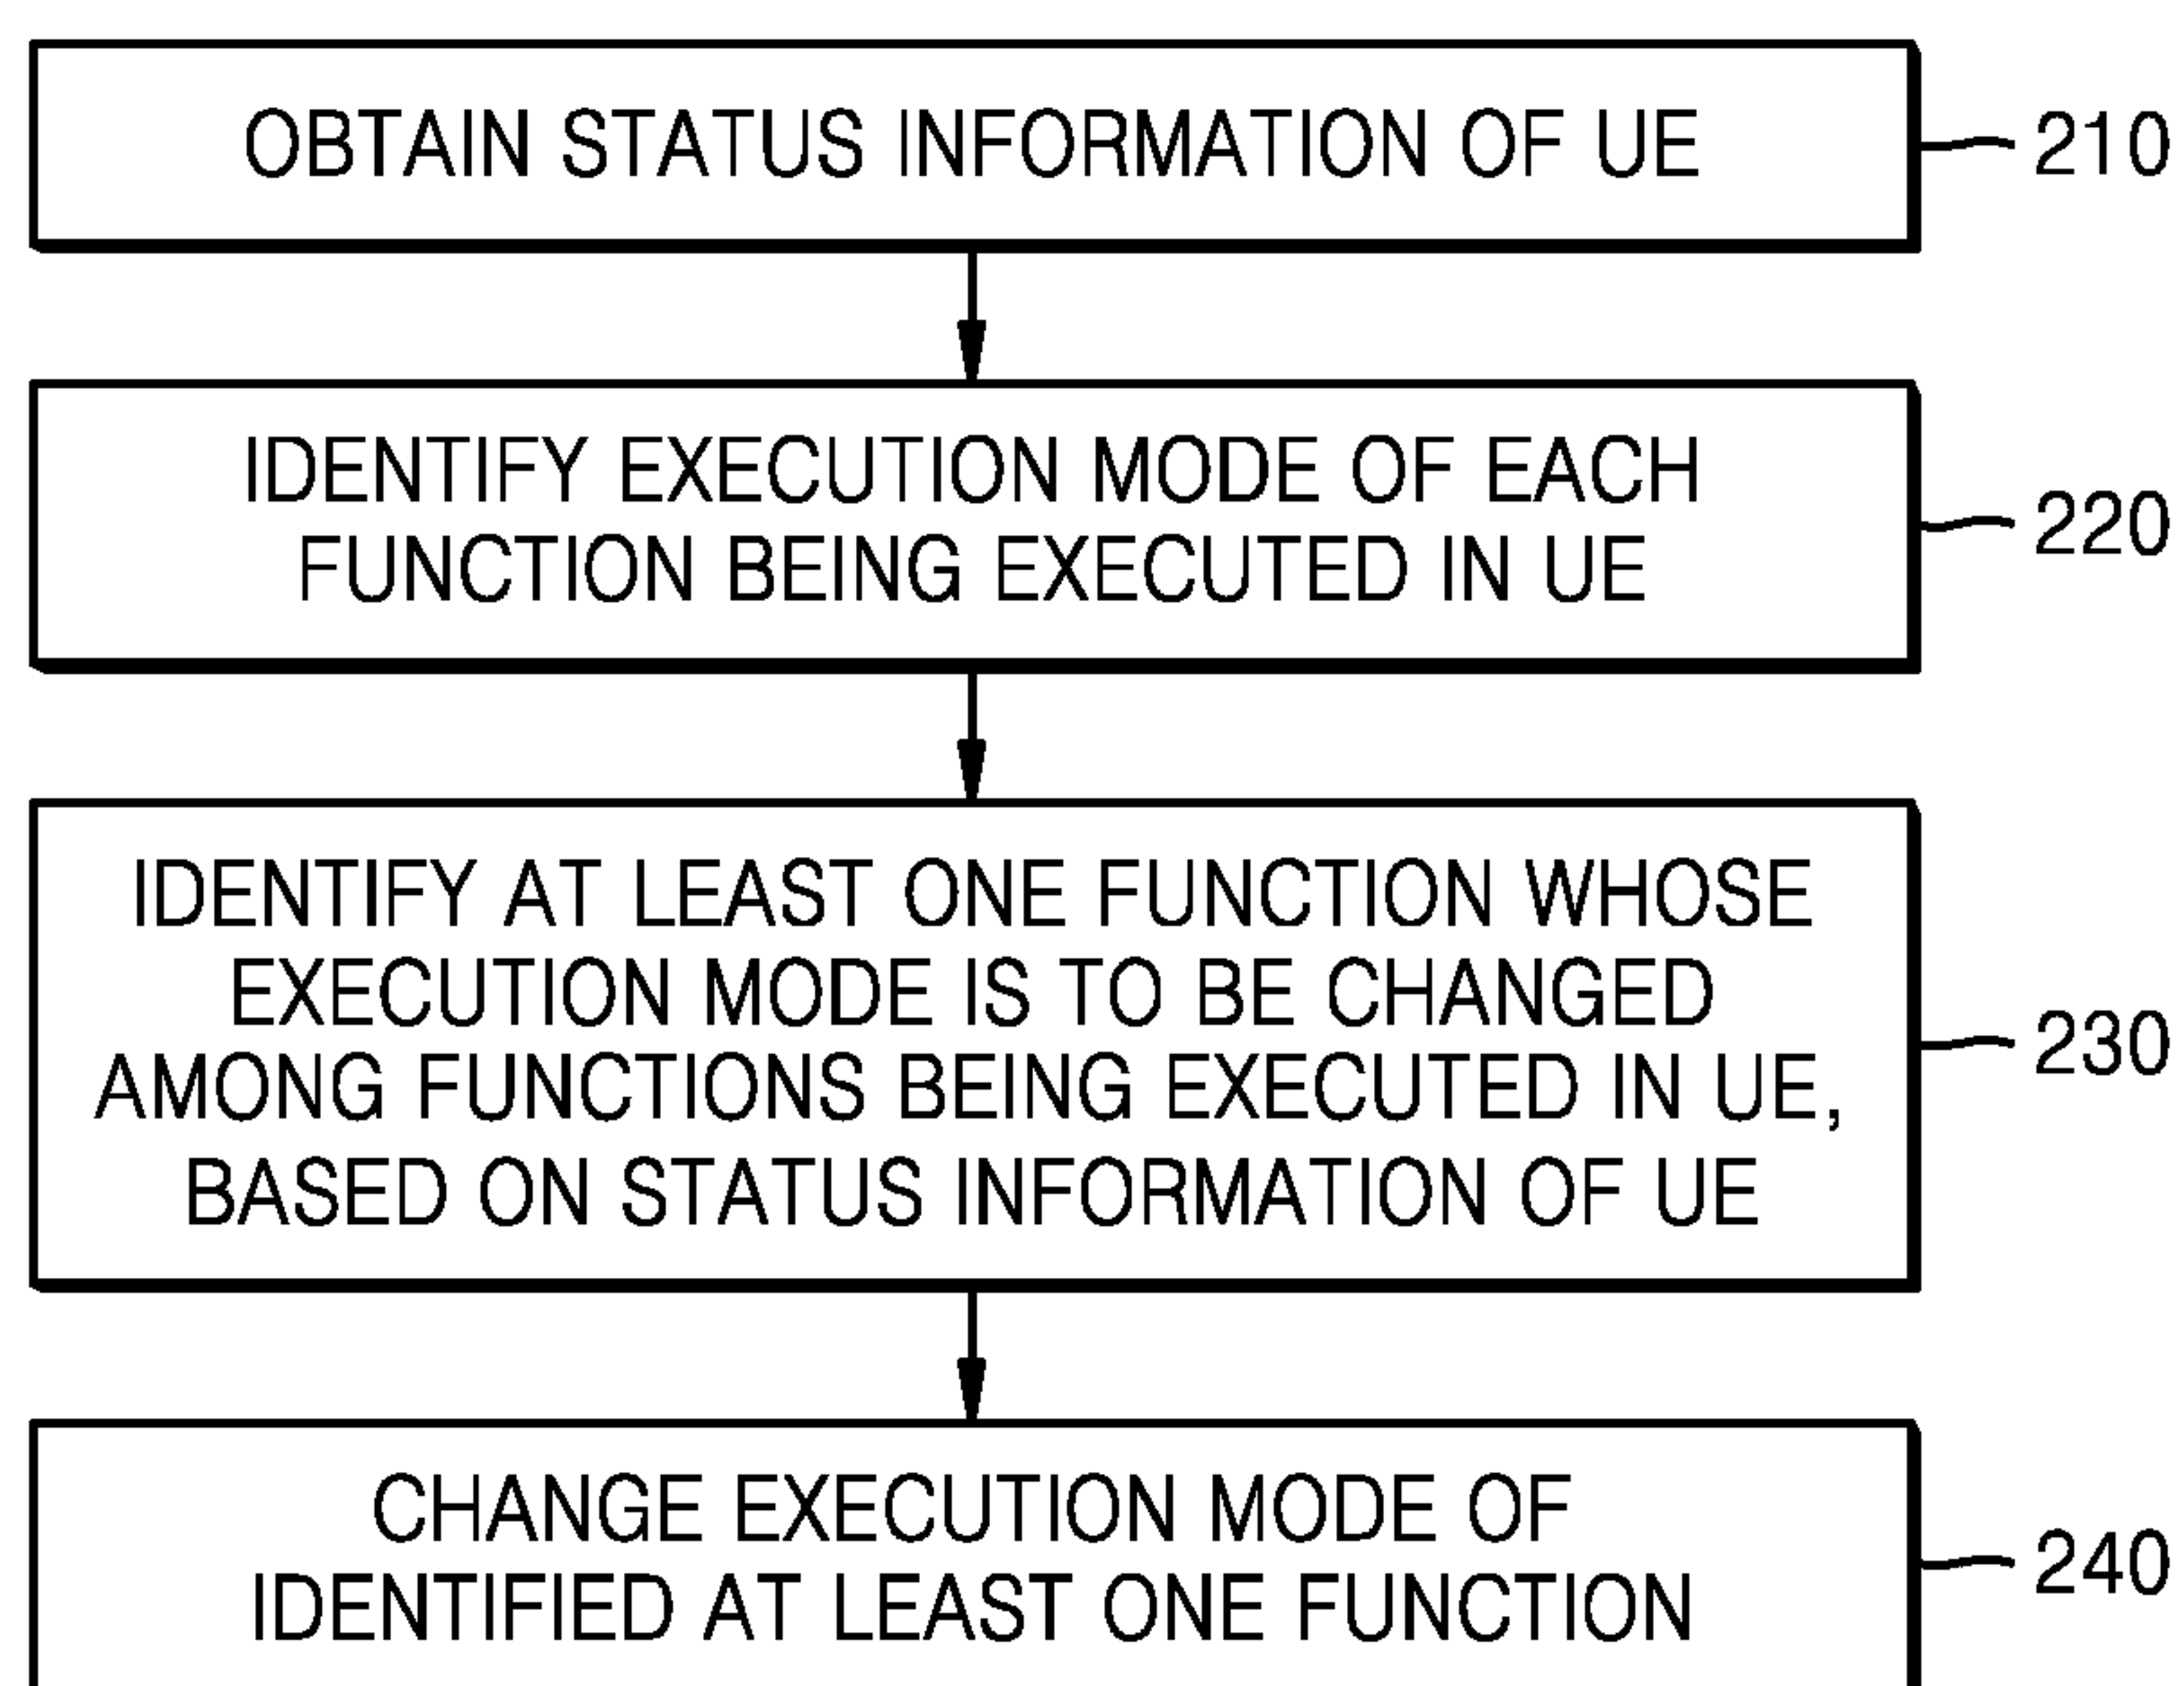 OBTAIN STATUS INFORMATION OF UE
210
IDENTIFY EXECUTION MODE OF EACH
FUNCTION BEING EXECUTED IN UE
220
IDENTIFY AT LEAST ONE FUNCTION WHOSE
EXECUTION MODE IS TO BE CHANGED
AMONG FUNCTIONS BEING EXECUTED IN UE,
BASED ON STATUS INFORMATION OF UE
230
CHANGE EXECUTION MODE OF
IDENTIFIED AT LEAST ONE FUNCTION
240